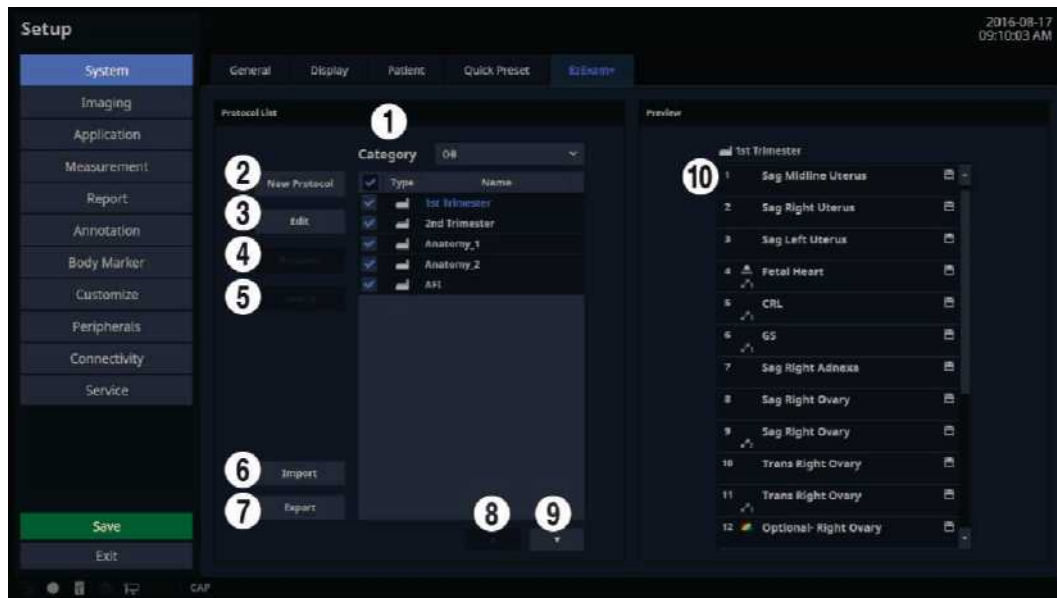 Setup
2016-08-17
09:10:03 AM
System
Imaging
Application
Measurement
Report
Annotation
Body Marker
Customize
Peripherals
Connectivity
Service
Save
Exit
CAP
General Display Patient Quick Preset EzExam+
Protocol List
1
Category OB
2 New Protocol
3 Edit
4
5
6 Import
7 Export
8 9
Type Name
1st Trimester
2nd Trimester
Anatomy_1
Anatomy_2
AFI
Preview
1st Trimester
10
1 Sag Midline Uterus
2 Sag Right Uterus
3 Sag Left Uterus
4 Fetal Heart
5 CRL
6 GS
7 Sag Right Adnexa
8 Sag Right Ovary
9 Sag Right Ovary
10 Trans Right Ovary
11 Trans Right Ovary
12 Optional- Right Ovary